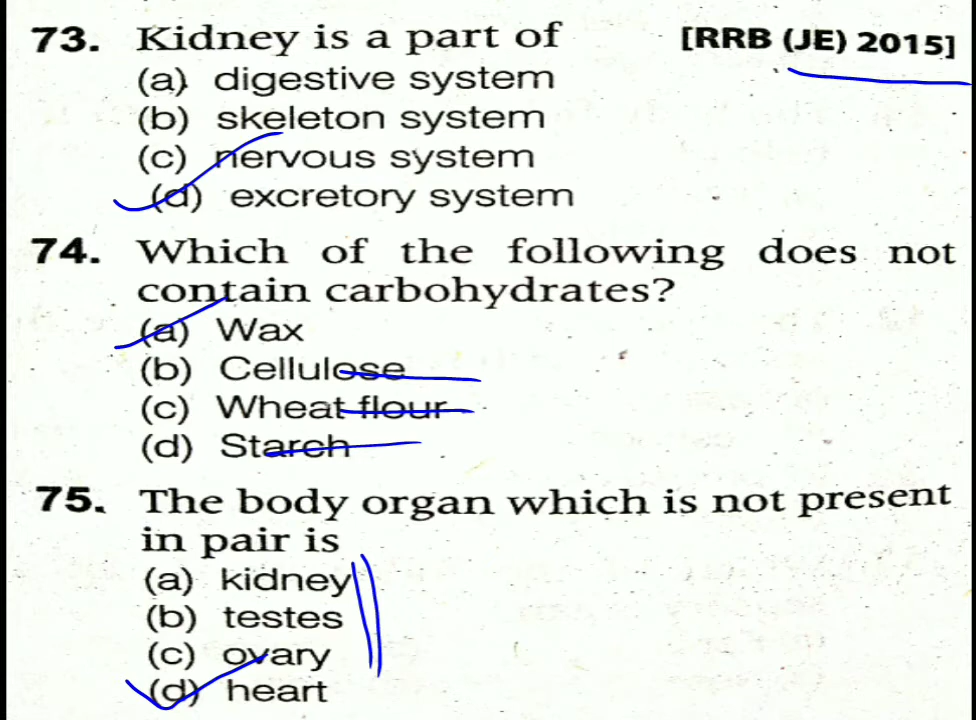 73. Kidney is a part of [RRB (JE) 2015]
(a) digestive system
(b) skeleton system
(c) nervous system
(d) excretory system
74. Which of the following does not
contain carbohydrates?
(a) Wax
(b) Cellulose
(c) Wheat flour
(d) Starch
75. The body organ which is not present
in pair is
(a) kidney
(b) testes
(c) ovary
(d) heart